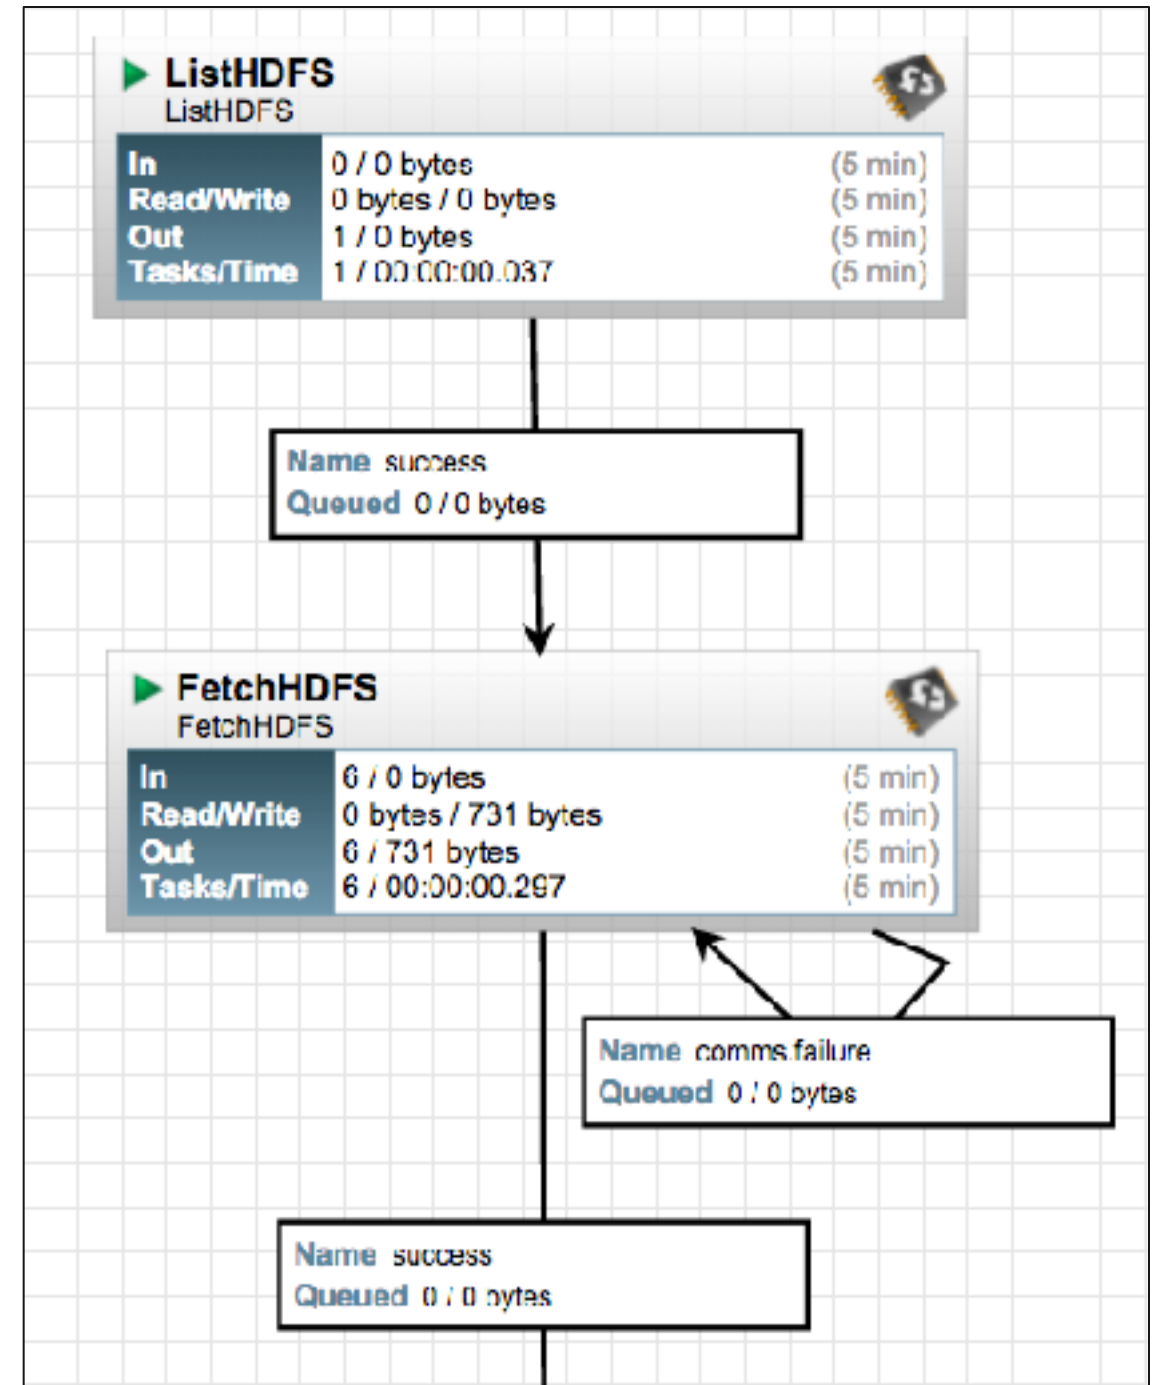 ListHDFS
ListHDFS
In 0 / 0 bytes (5 min)
Read/Write 0 bytes / 0 bytes (5 min)
Out 1 / 0 bytes (5 min)
Tasks/Time 1 / 00:00:00.037 (5 min)
Name success
Queued 0 / 0 bytes
FetchHDFS
FetchHDFS
In 6 / 0 bytes (5 min)
Read/Write 0 bytes / 731 bytes (5 min)
Out 6 / 731 bytes (5 min)
Tasks/Time 6 / 00:00:00.297 (5 min)
Name comms.failure
Queued 0 / 0 bytes
Name success
Queued 0 / 0 bytes